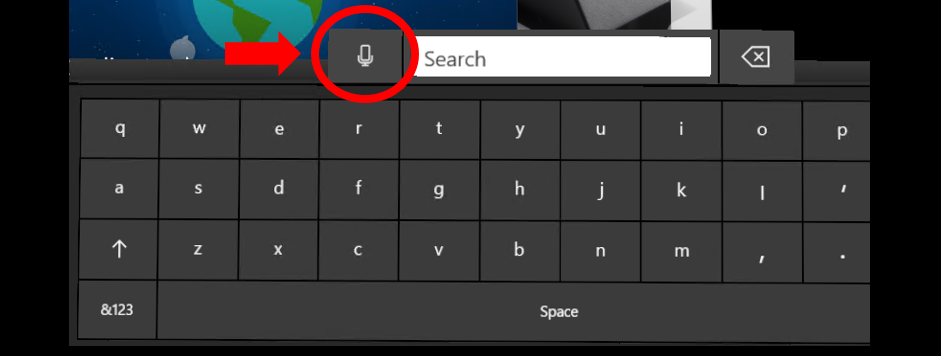 Search
q w e r t y u i o p
a s d f g h j k l '
z x c v b n m , .
&123 Space